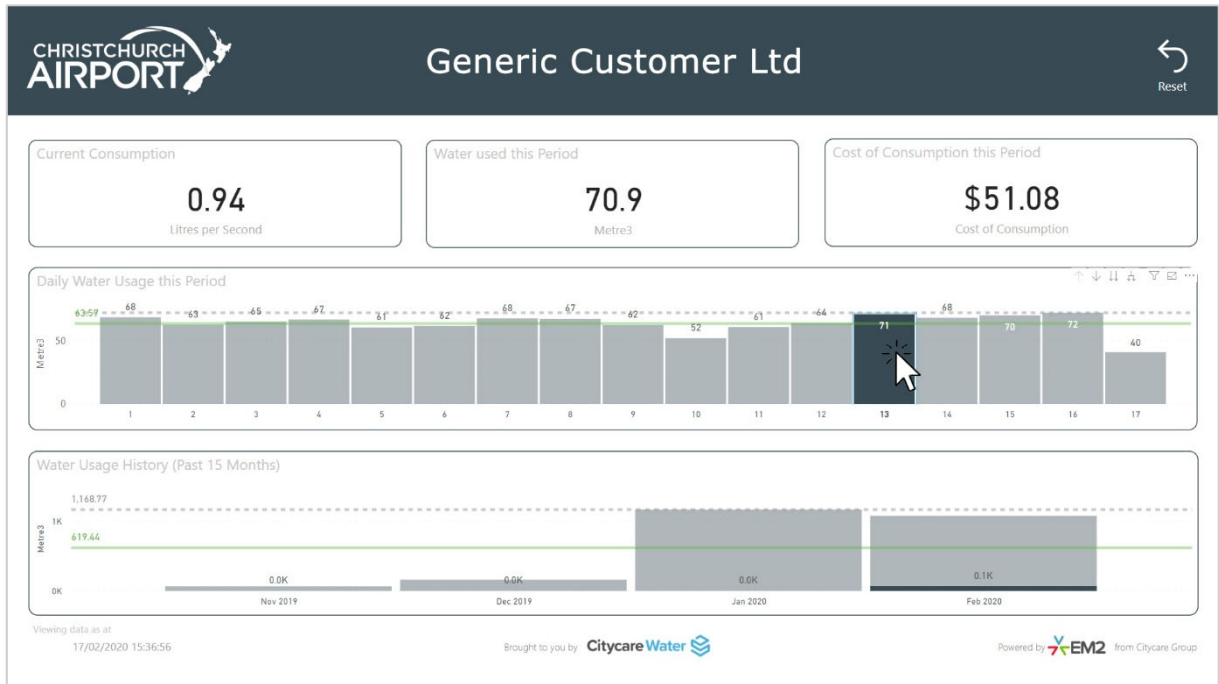 CHRISTCHURCH
AIRPORT
Generic Customer Ltd
Reset
Current Consumption
0.94
Litres per Second
Water used this Period
70.9
Metre3
Cost of Consumption this Period
$51.08
Cost of Consumption
Daily Water Usage this Period
63.57
68 63 65 67 61 62 68 67 62 52 61 64 71 68 70 72 40
Metre3
50
0
1 2 3 4 5 6 7 8 9 10 11 12 13 14 15 16 17
Water Usage History (Past 15 Months)
1,168.77
Metre3
1K
619.44
0.0K 0.0K 0.0K 0.1K
0K
Nov 2019 Dec 2019 Jan 2020 Feb 2020
Viewing data as at
17/02/2020 15:36:56
Brought to you by Citycare Water
Powered by EM2 from Citycare Group